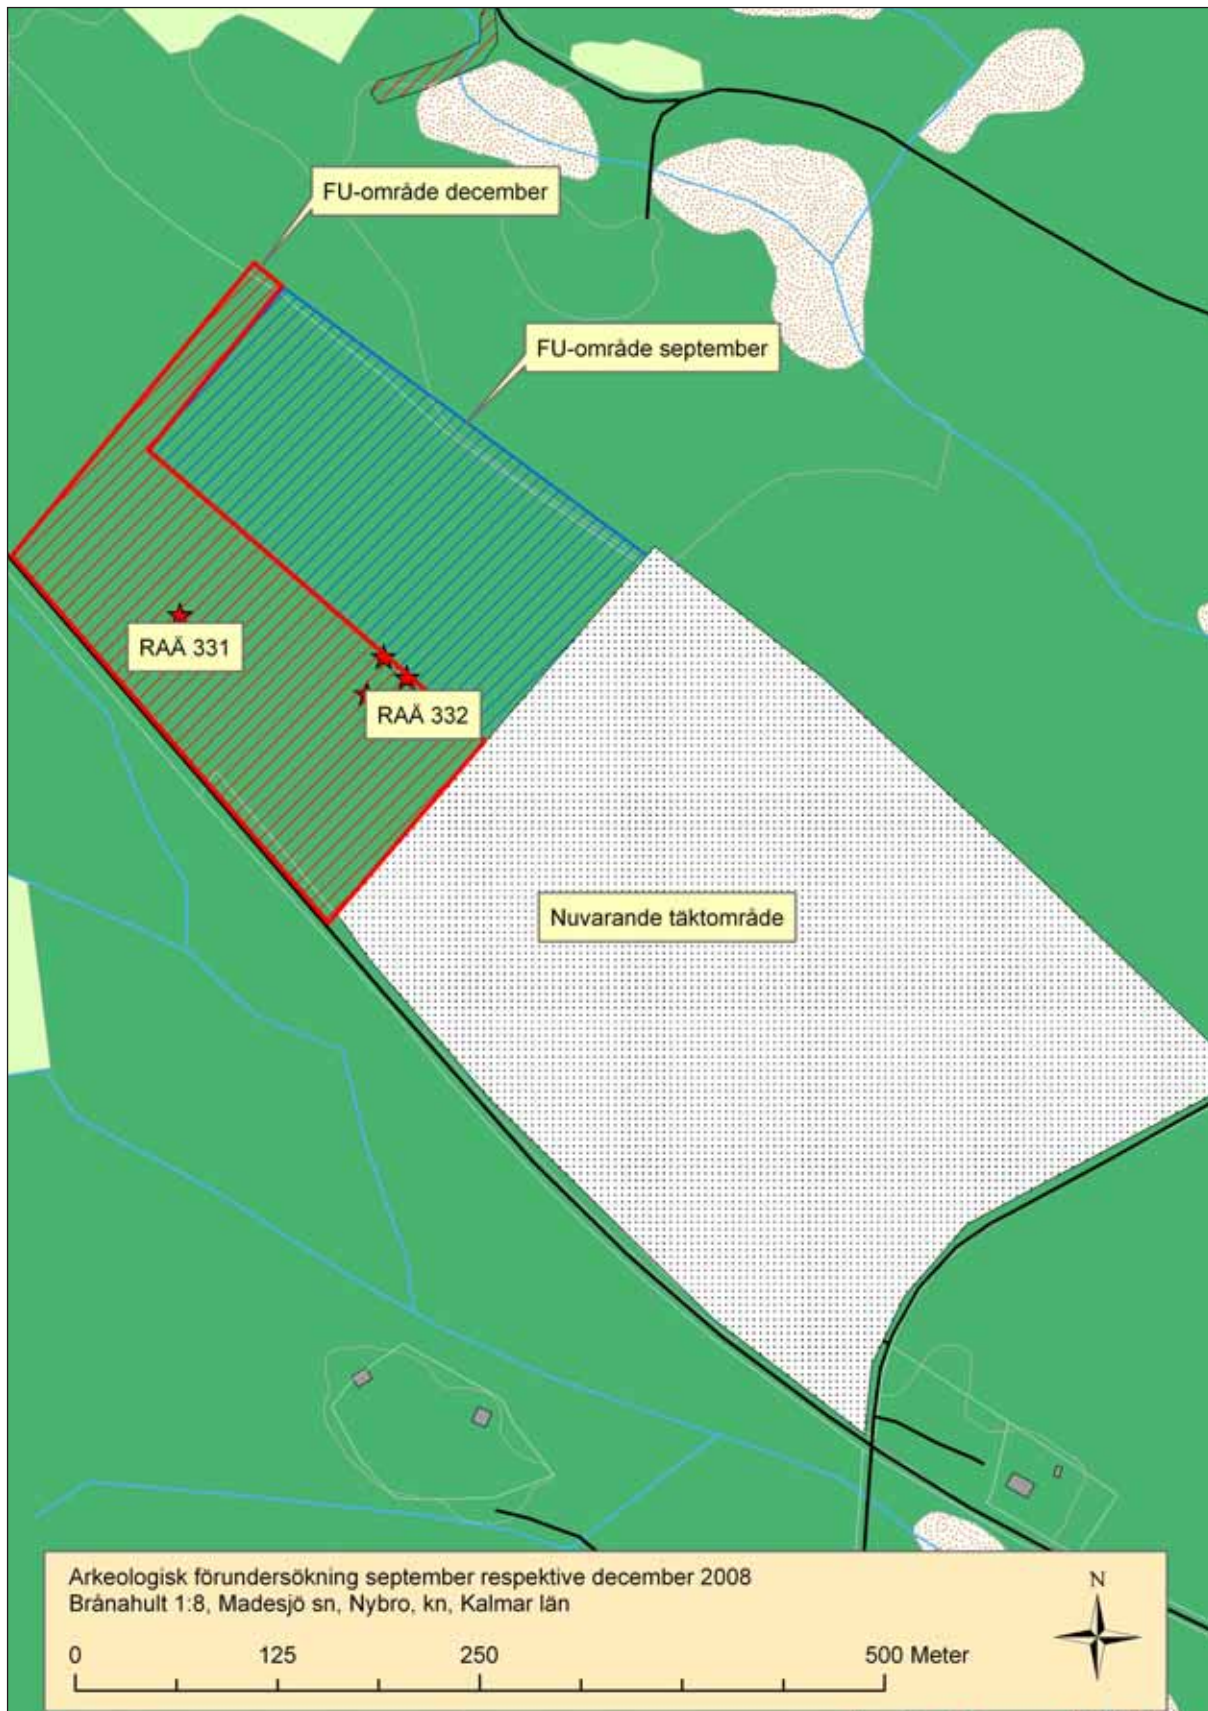 FU-område december
FU-område september
RAÄ 331
RAÄ 332
Nuvarande täktområde
Arkeologisk förundersökning september respektive december 2008
Brånahult 1:8, Madesjö sn, Nybro, kn, Kalmar län
N
0 125 250 500 Meter